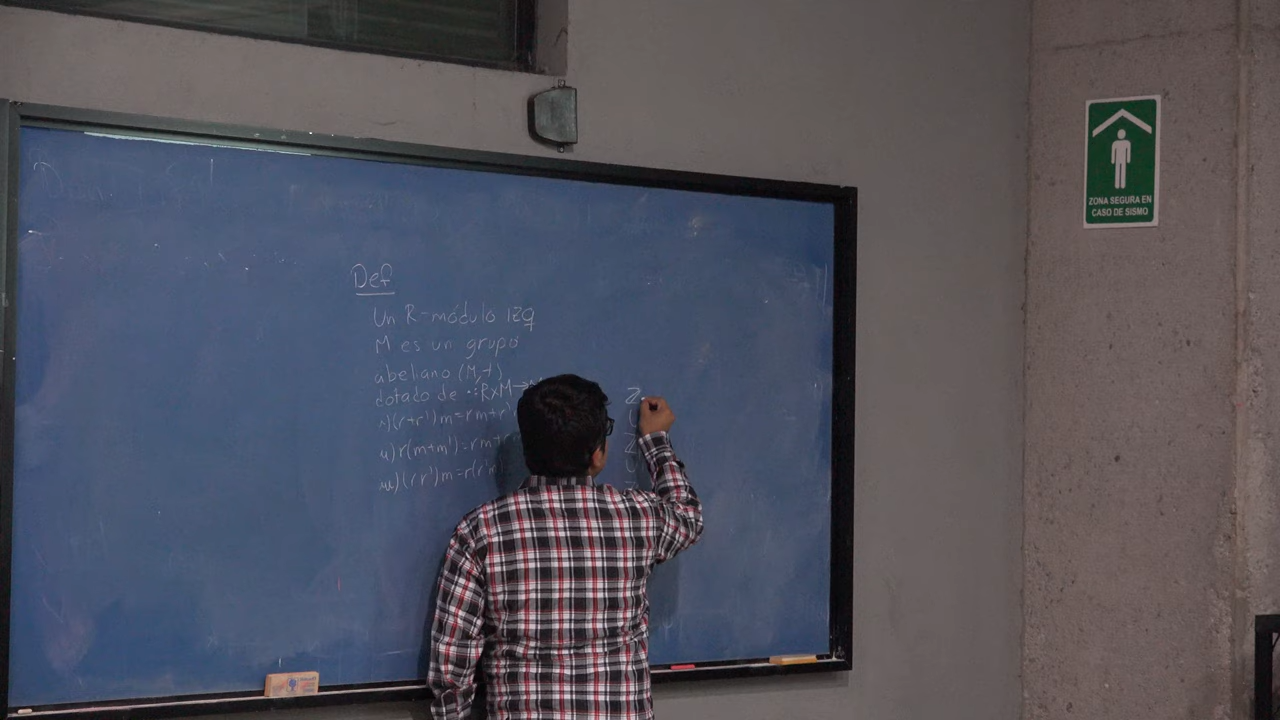 Def
Un R-módulo izq
M es un grupo
abeliano (M,+)
dotado de ·:RxM→
i) (r+r')m=rm+r'
ii) r(m+m')=rm+
iii) (rr')m=r(r'm)
Z
U
Z
U
ZONA SEGURA EN
CASO DE SISMO